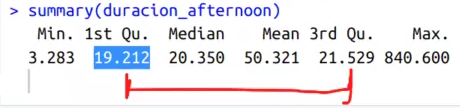 > summary(duracion_afternoon)
Min. 1st Qu. Median Mean 3rd Qu. Max.
3.283 19.212 20.350 50.321 21.529 840.600